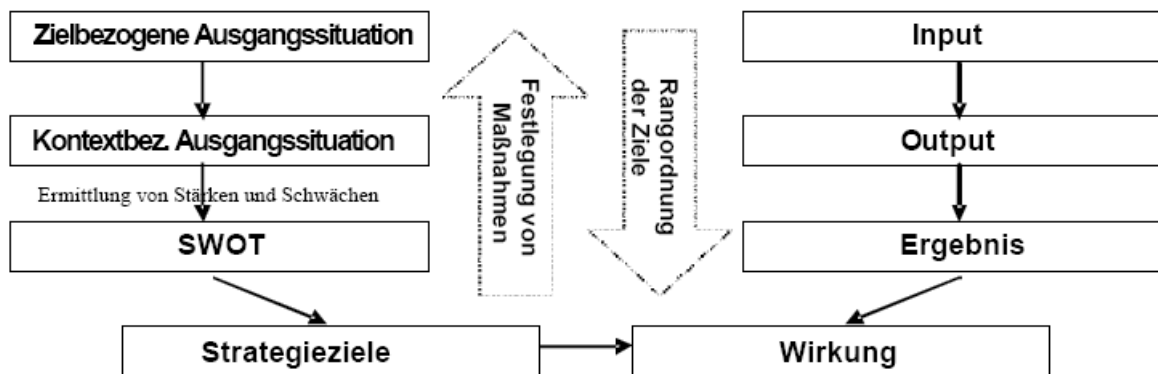 Zielbezogene Ausgangssituation
Kontextbez. Ausgangssituation
Ermittlung von Stärken und Schwächen
SWOT
Strategieziele
Festlegung von
Maßnahmen
Rangordnung
der Ziele
Input
Output
Ergebnis
Wirkung